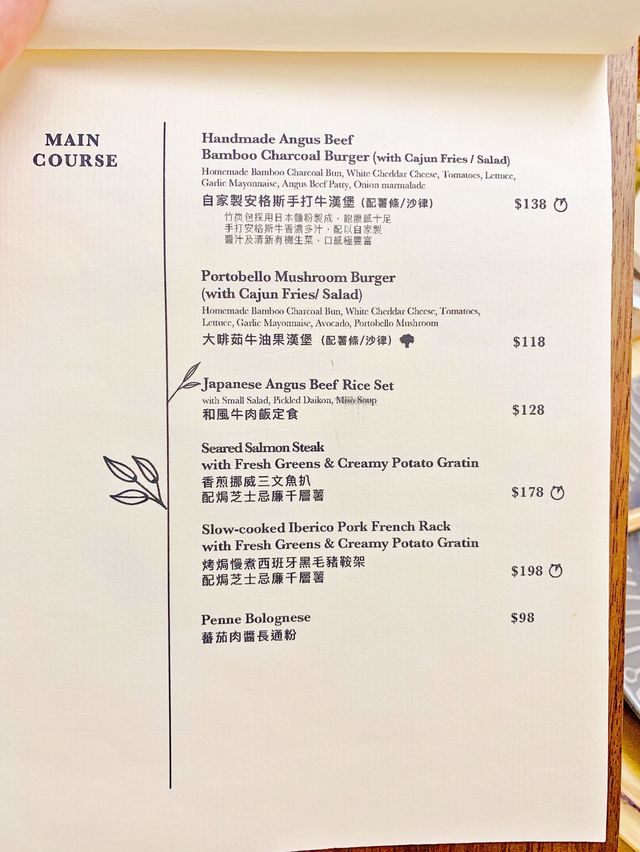 MAIN
COURSE
Handmade Angus Beef
Bamboo Charcoal Burger (with Cajun Fries / Salad)
Homemade Bamboo Charcoal Bun, White Cheddar Cheese, Tomatoes, Lettuce,
Garlic Mayonnaise, Angus Beef Patty, Onion marmalade
自家製安格斯手打牛漢堡 (配薯條/沙律) $138
竹炭包採用日本麵粉製成，鬆脆感十足
手打安格斯牛香濃多汁，配以自家製
醬汁及清新有機生菜，口感極豐富
Portobello Mushroom Burger
(with Cajun Fries/ Salad)
Homemade Bamboo Charcoal Bun, White Cheddar Cheese, Tomatoes,
Lettuce, Garlic Mayonnaise, Avocado, Portobello Mushroom
大啡菇牛油果漢堡 (配薯條/沙律) $118
Japanese Angus Beef Rice Set
with Small Salad, Pickled Daikon, Miso Soup
和風牛肉飯定食 $128
Seared Salmon Steak
with Fresh Greens & Creamy Potato Gratin
香煎挪威三文魚扒
配焗芝士忌廉千層薯 $178
Slow-cooked Iberico Pork French Rack
with Fresh Greens & Creamy Potato Gratin
烤焗慢煮西班牙黑毛豬鞍架
配焗芝士忌廉千層薯 $198
Penne Bolognese $98
蕃茄肉醬長通粉